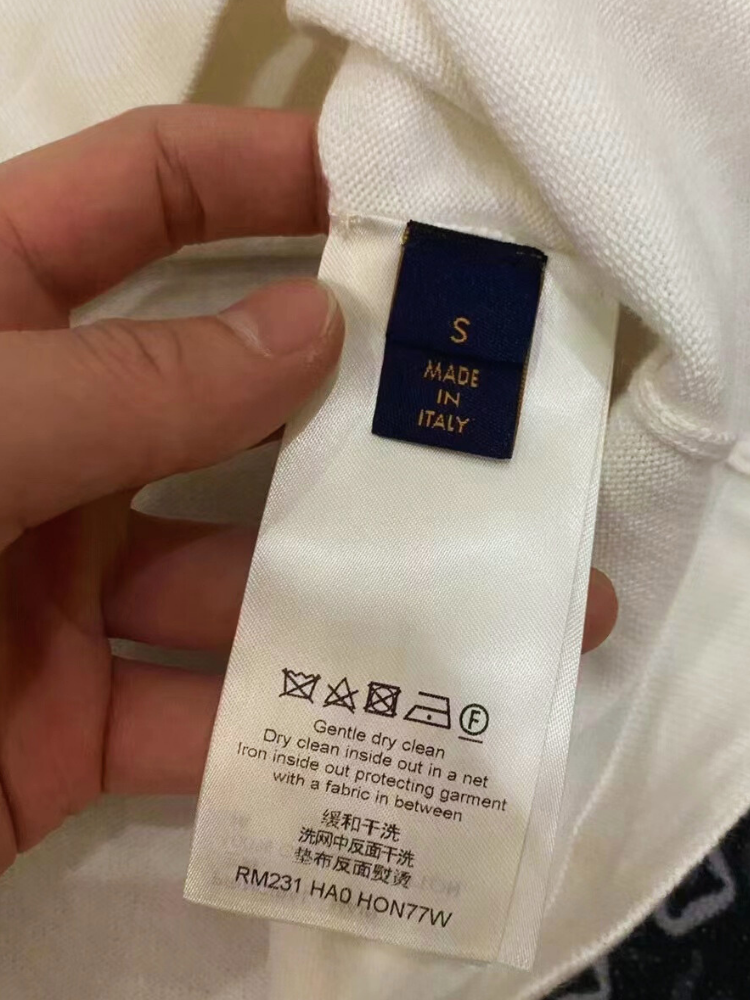 S
MADE
IN
ITALY
F
Gentle dry clean
Dry clean inside out in a net
Iron inside out protecting garment
with a fabric in between
缓和干洗
洗网中反面干洗
垫布反面熨烫
RM231 HA0 HON77W